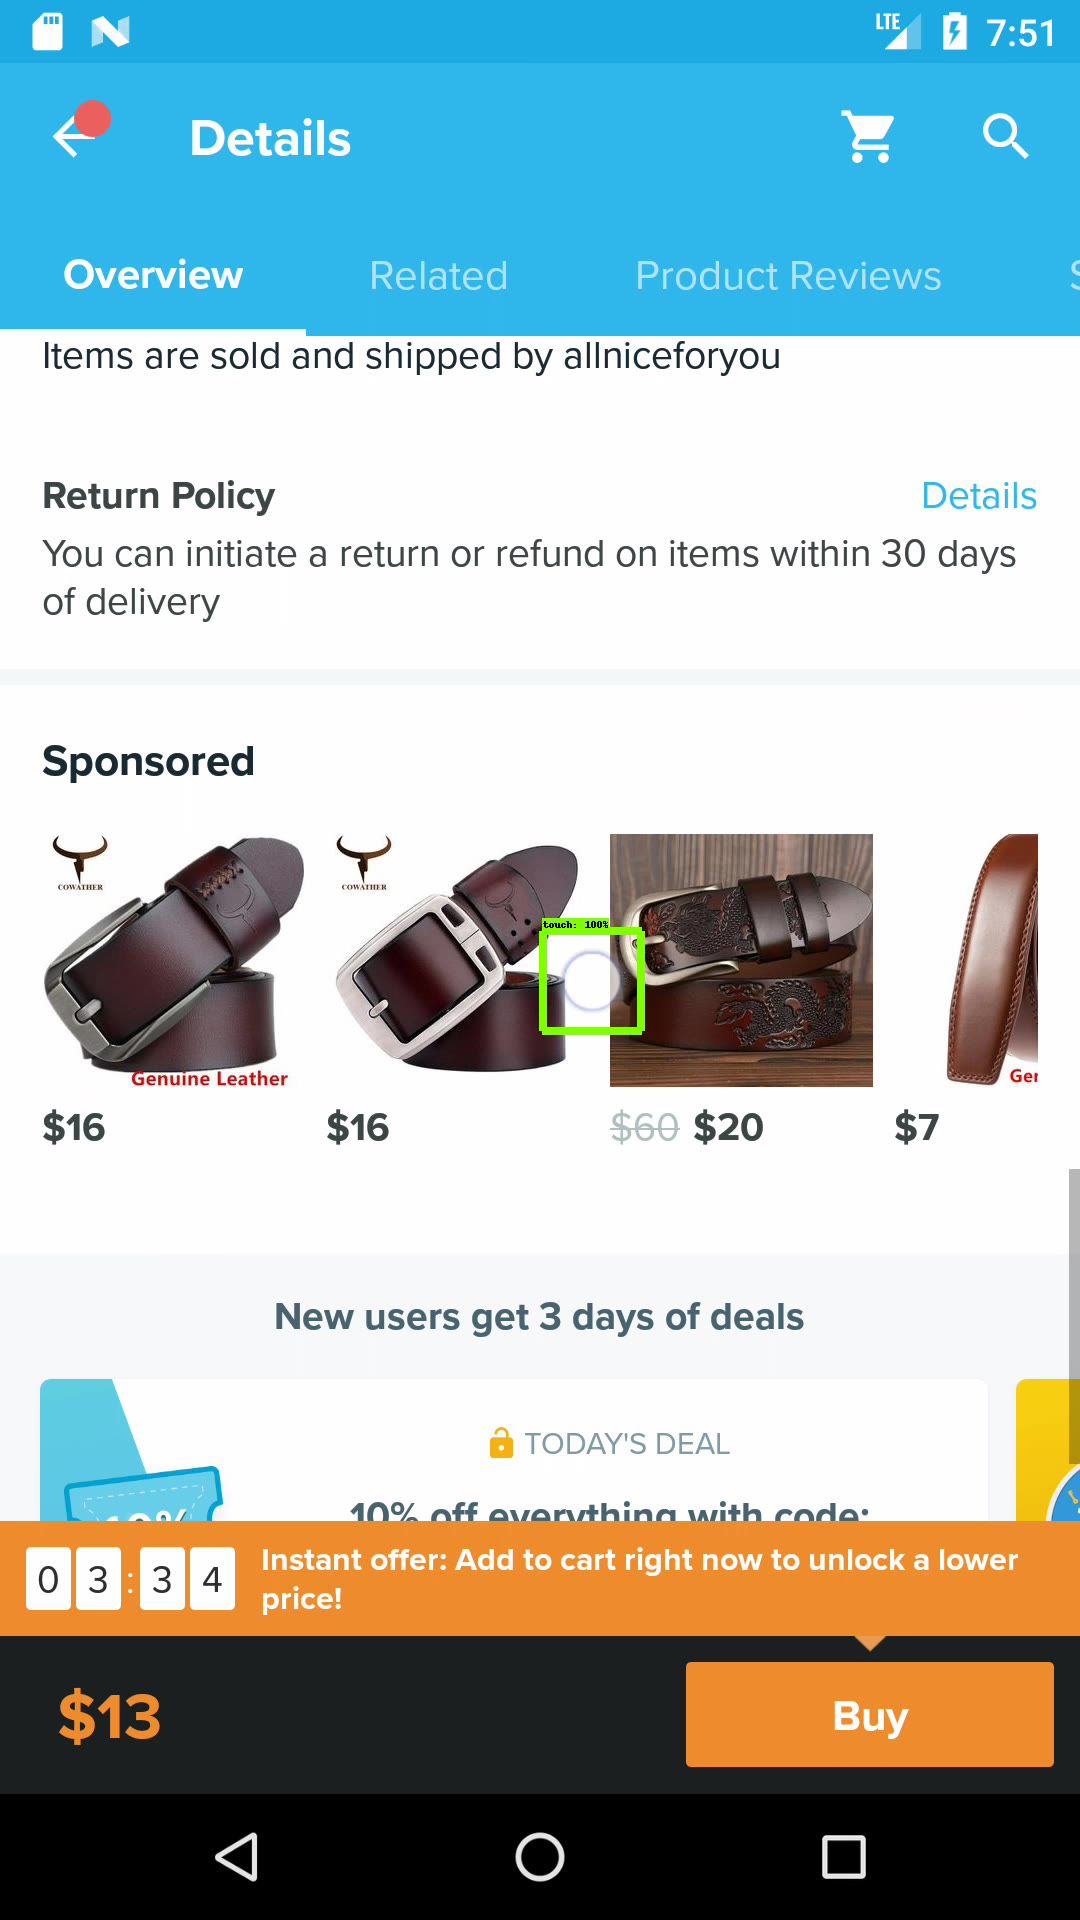 LTE 7:51
Details
Overview Related Product Reviews S
Items are sold and shipped by allniceforyou
Return Policy Details
You can initiate a return or refund on items within 30 days
of delivery
Sponsored
COWATHER COWATHER
touch: 100%
Genuine Leather
$16 $16 $60 $20 $7
New users get 3 days of deals
TODAY'S DEAL
10% off everything with code:
0 3 : 3 4
Instant offer: Add to cart right now to unlock a lower
price!
$13 Buy